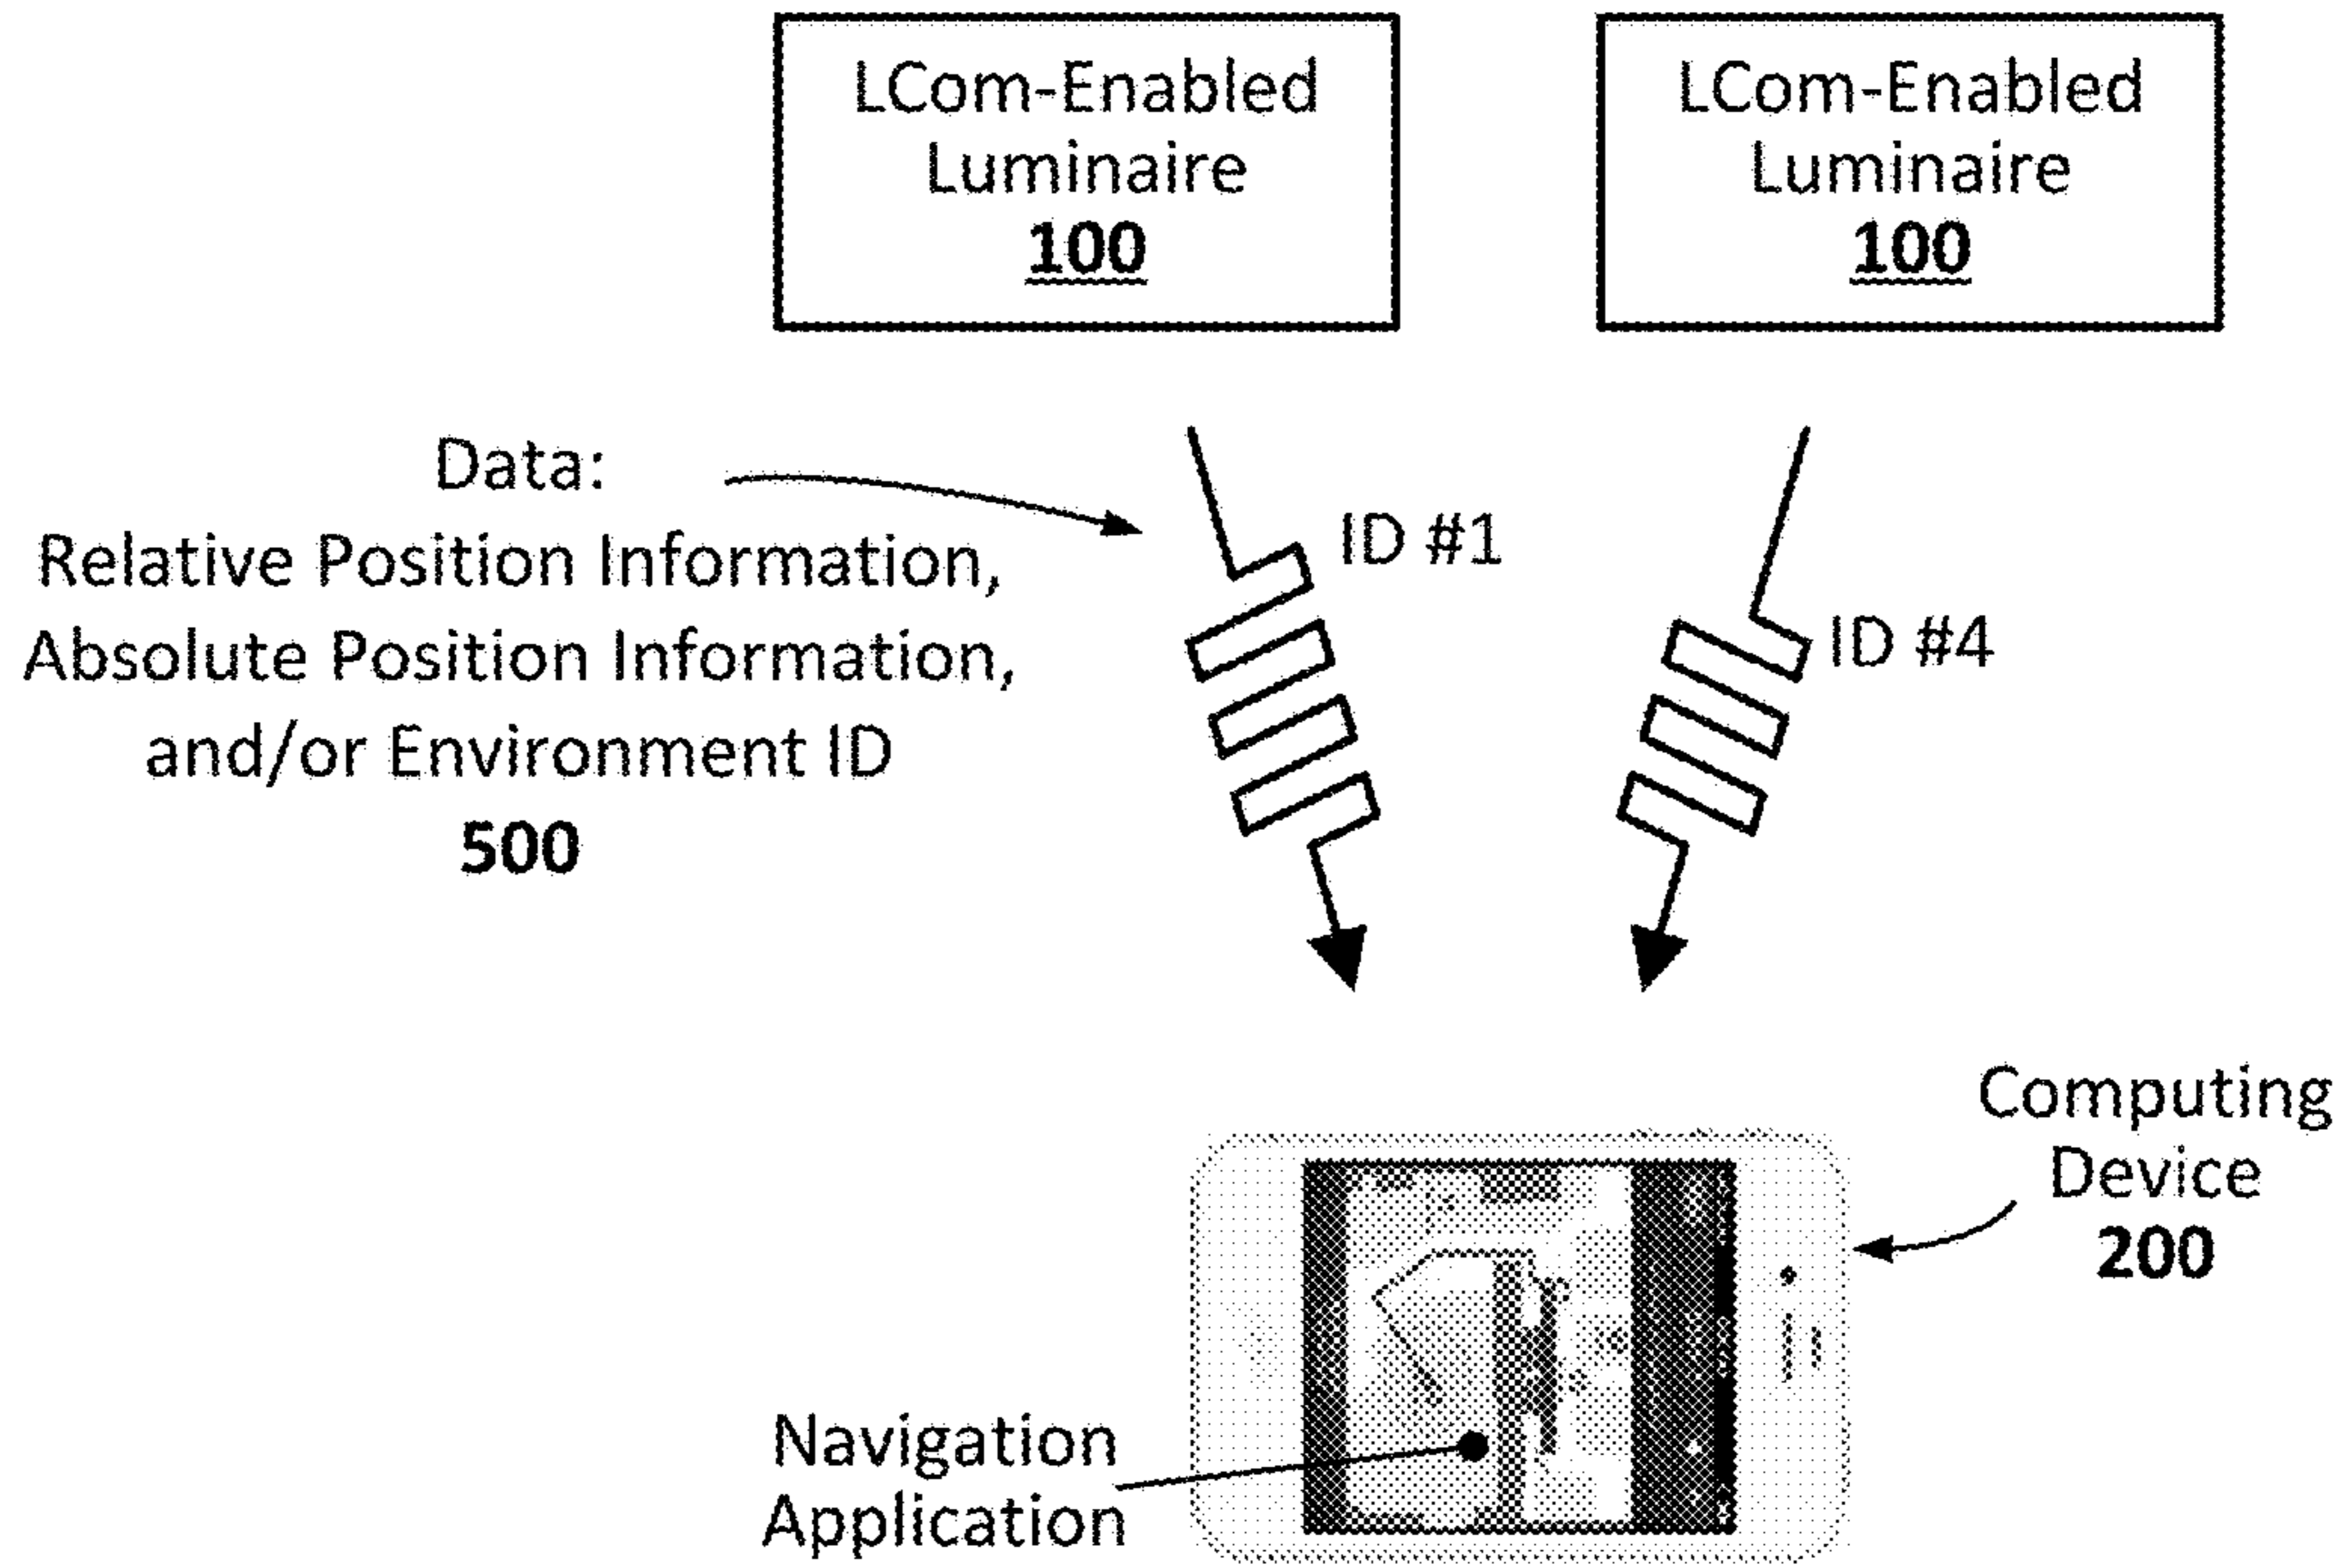 LCom-Enabled
Luminaire
100
LCom-Enabled
Luminaire
100
Data:
Relative Position Information,
Absolute Position Information,
and/or Environment ID
500
ID #1
ID #4
Computing
Device
200
Navigation
Application